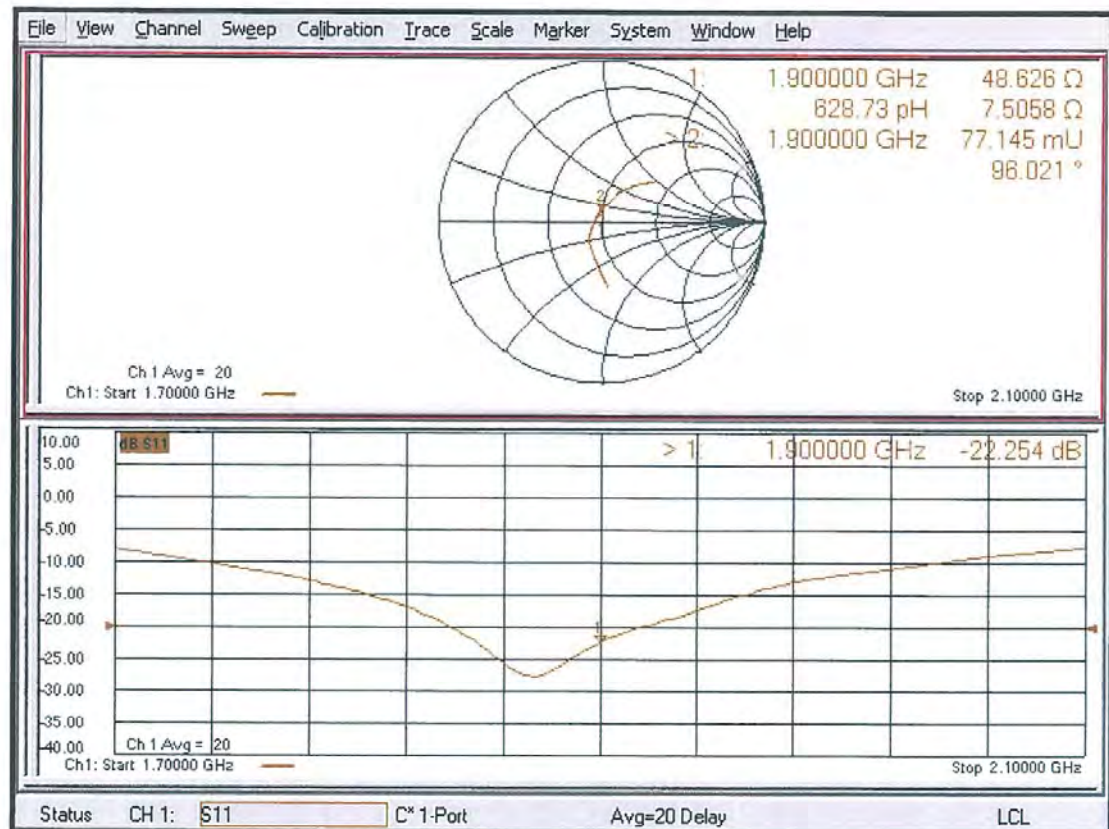 File View Channel Sweep Calibration Trace Scale Marker System Window Help
1: 1.900000 GHz 48.626 Ω
628.73 pH 7.5058 Ω
> 2: 1.900000 GHz 77.145 mU
96.021 °
2
Ch 1 Avg = 20
Ch1: Start 1.70000 GHz
Stop 2.10000 GHz
10.00
dB S11
> 1: 1.900000 GHz -22.254 dB
5.00
0.00
-5.00
-10.00
-15.00
-20.00
1
-25.00
-30.00
-35.00
-40.00
Ch 1 Avg = 20
Ch1: Start 1.70000 GHz
Stop 2.10000 GHz
Status CH 1: S11 C* 1-Port Avg=20 Delay LCL